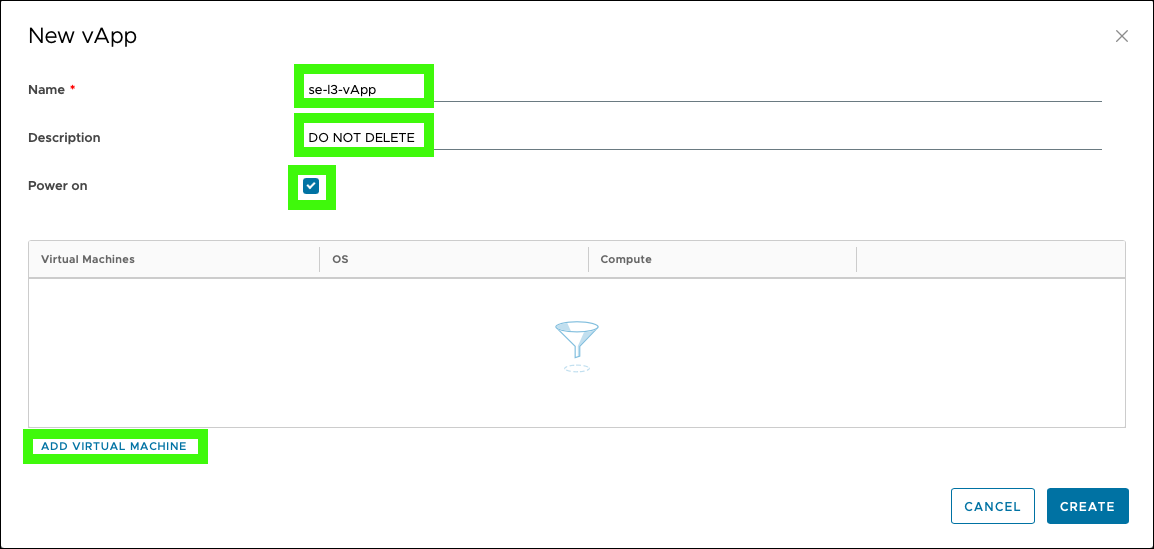 New vApp
Name *
se-l3-vApp
Description
DO NOT DELETE
Power on
Virtual Machines
OS
Compute
ADD VIRTUAL MACHINE
CANCEL
CREATE